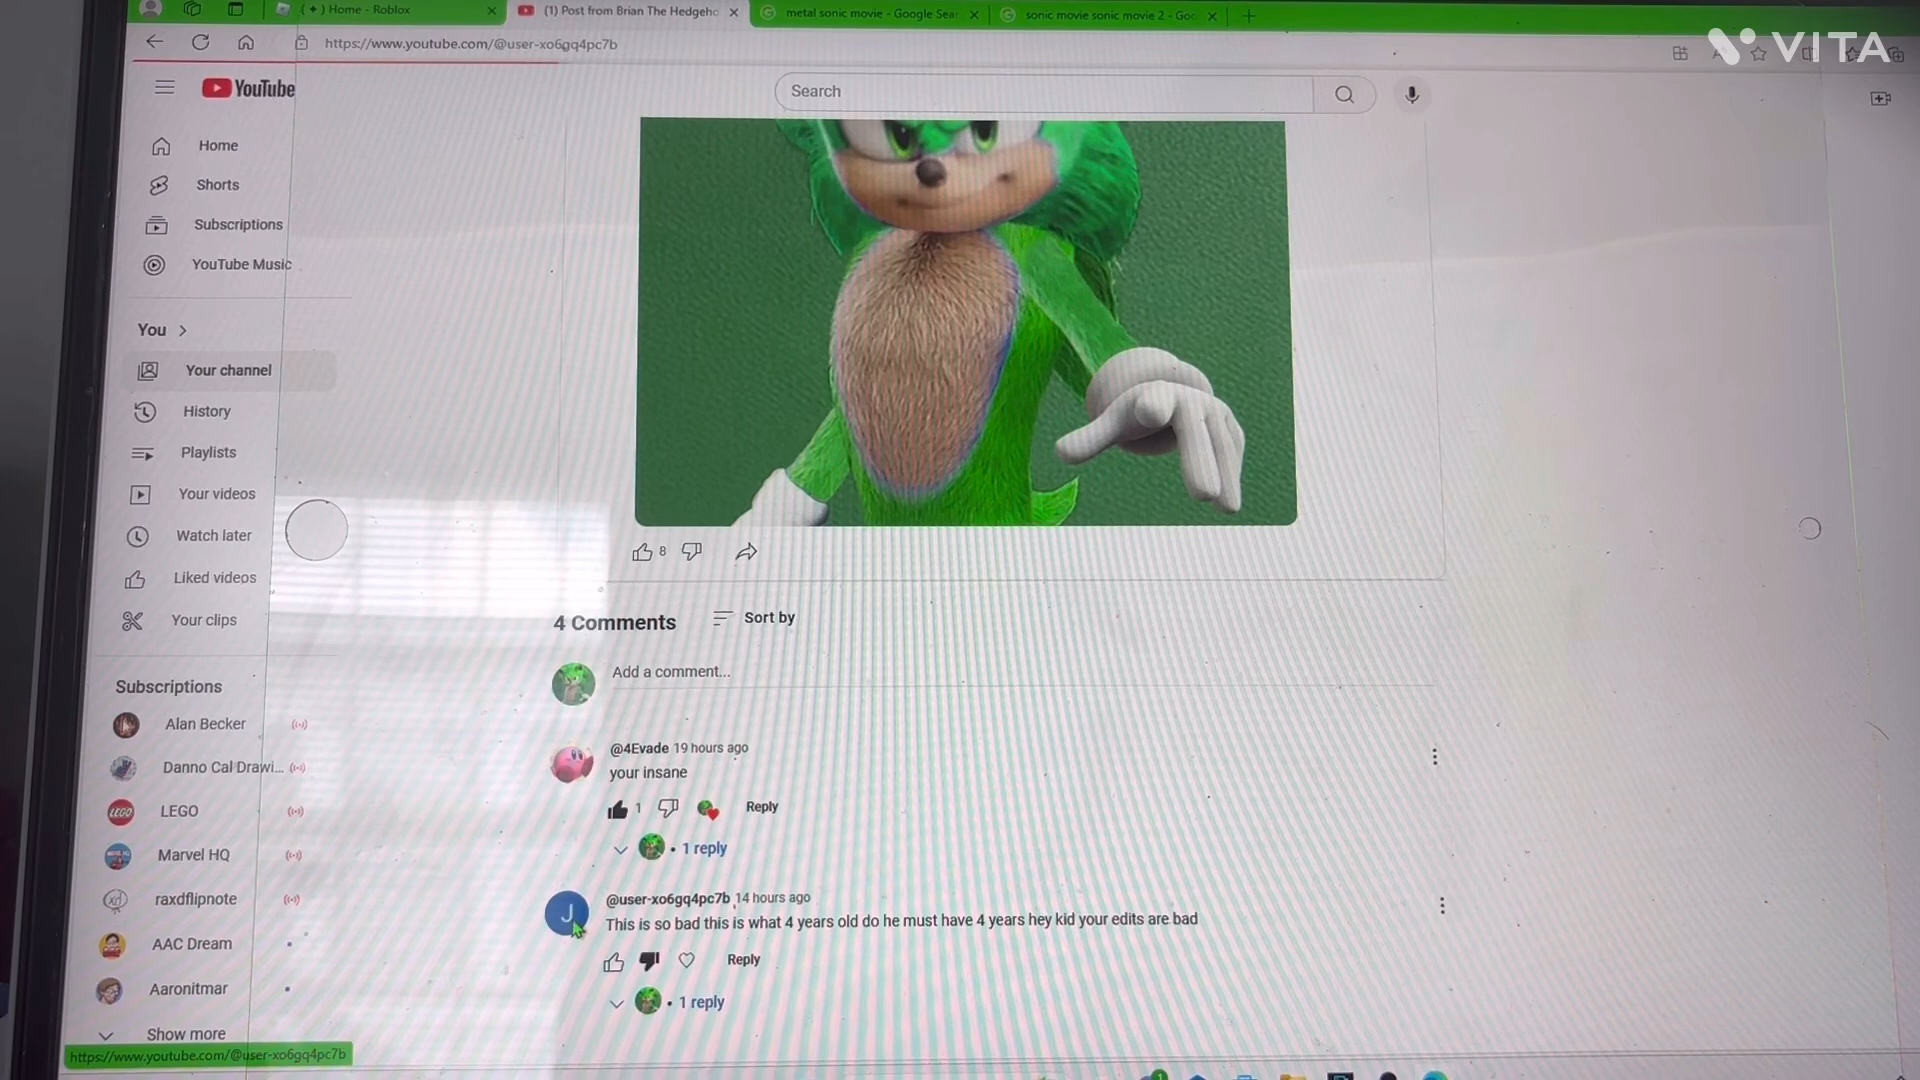 ( ✦ ) Home - Roblox
(1) Post from Brian The Hedgeho
metal sonic movie - Google Sear
sonic movie sonic movie 2 - Goo
https://www.youtube.com/@user-xo6gq4pc7b
VITA
YouTube
Search
Home
Shorts
Subscriptions
YouTube Music
You >
Your channel
History
Playlists
Your videos
Watch later
Liked videos
Your clips
Subscriptions
Alan Becker
Danno Cal Drawi...
LEGO
Marvel HQ
raxdflipnote
AAC Dream
Aaronitmar
Show more
https://www.youtube.com/@user-xo6gq4pc7b
8
4 Comments
Sort by
Add a comment...
@4Evade 19 hours ago
your insane
1
Reply
• 1 reply
J
@user-xo6gq4pc7b 14 hours ago
This is so bad this is what 4 years old do he must have 4 years hey kid your edits are bad
Reply
• 1 reply